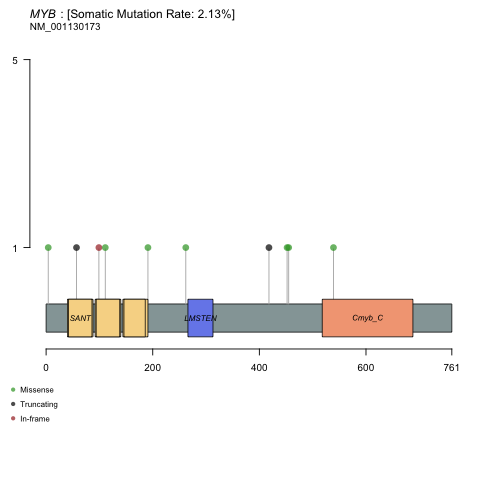 MYB : [Somatic Mutation Rate: 2.13%]
NM_001130173
5
1
SANT
LMSTEN
Cmyb_C
0 200 400 600 761
Missense
Truncating
In-frame